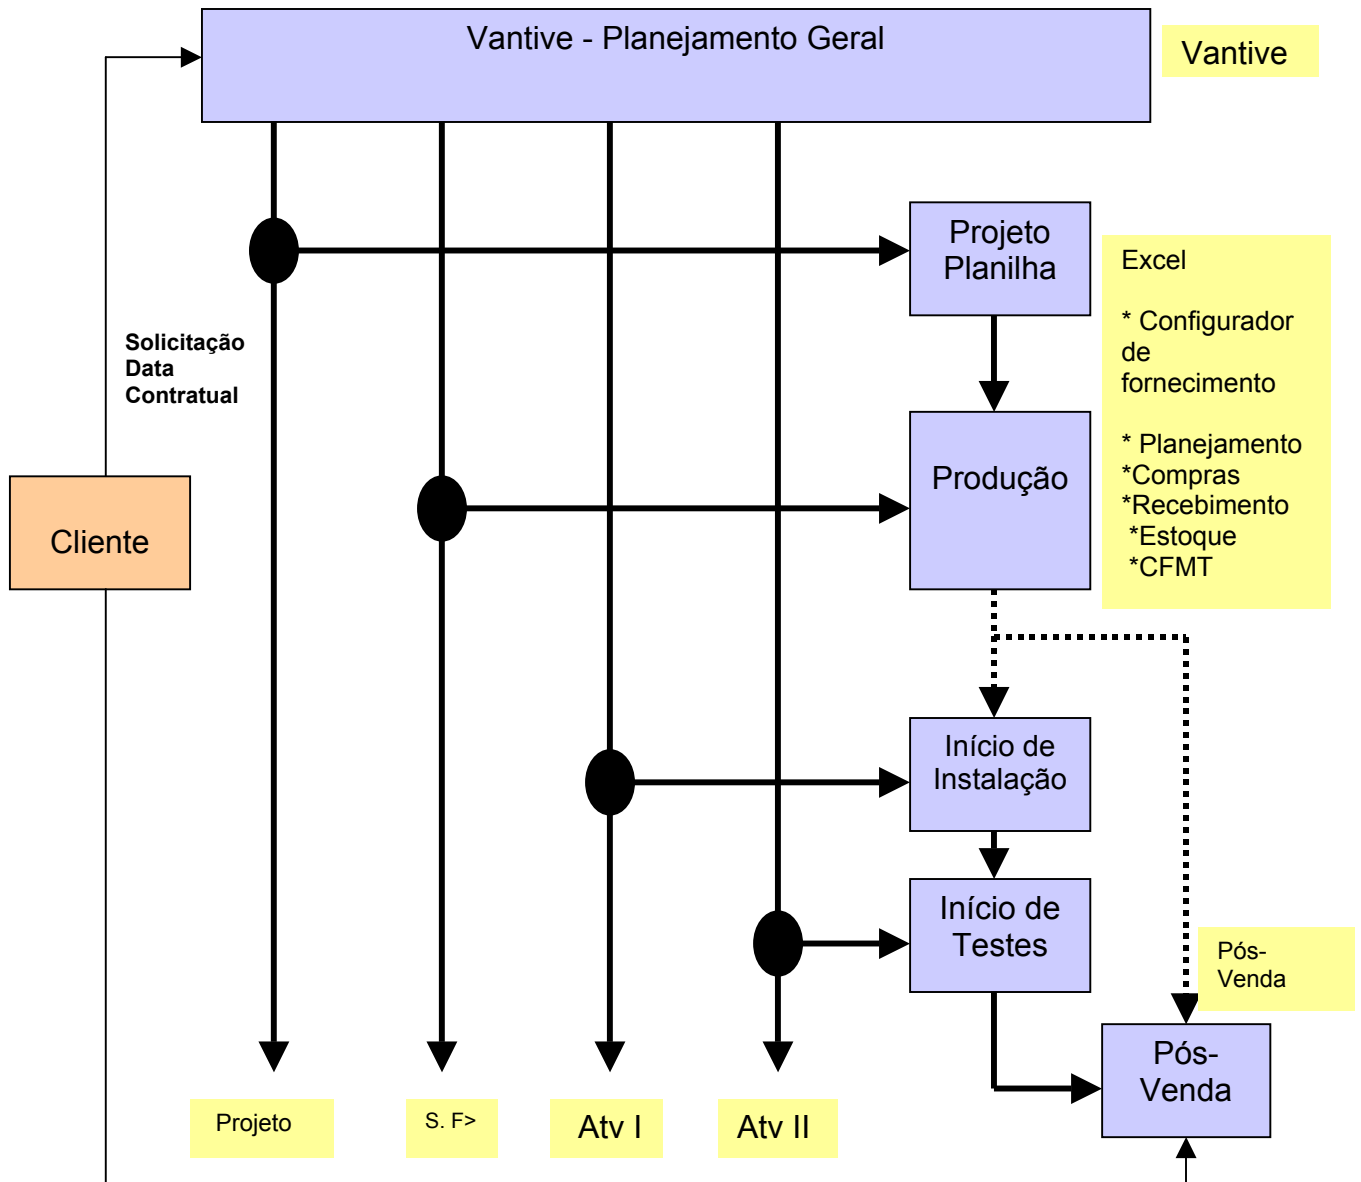 Vantive - Planejamento Geral
Vantive
Projeto
Planilha
Excel
* Configurador
de
fornecimento
* Planejamento
*Compras
*Recebimento
*Estoque
*CFMT
Solicitação
Data
Contratual
Produção
Cliente
Início de
Instalação
Início de
Testes
Pós-
Venda
Pós-
Venda
Projeto
S. F>
Atv I
Atv II